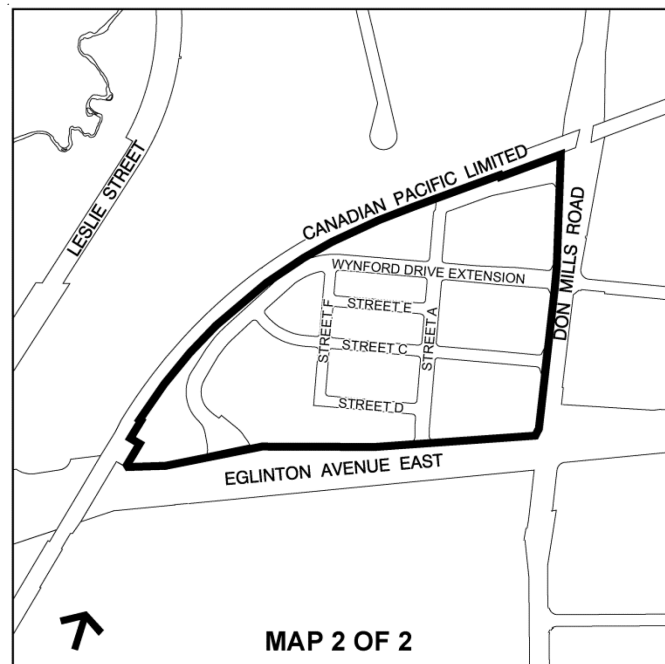 LESLIE STREET
CANADIAN PACIFIC LIMITED
DON MILLS ROAD
WYNFORD DRIVE EXTENSION
STREET E
STREET F
STREET A
STREET C
STREET D
EGLINTON AVENUE EAST
MAP 2 OF 2